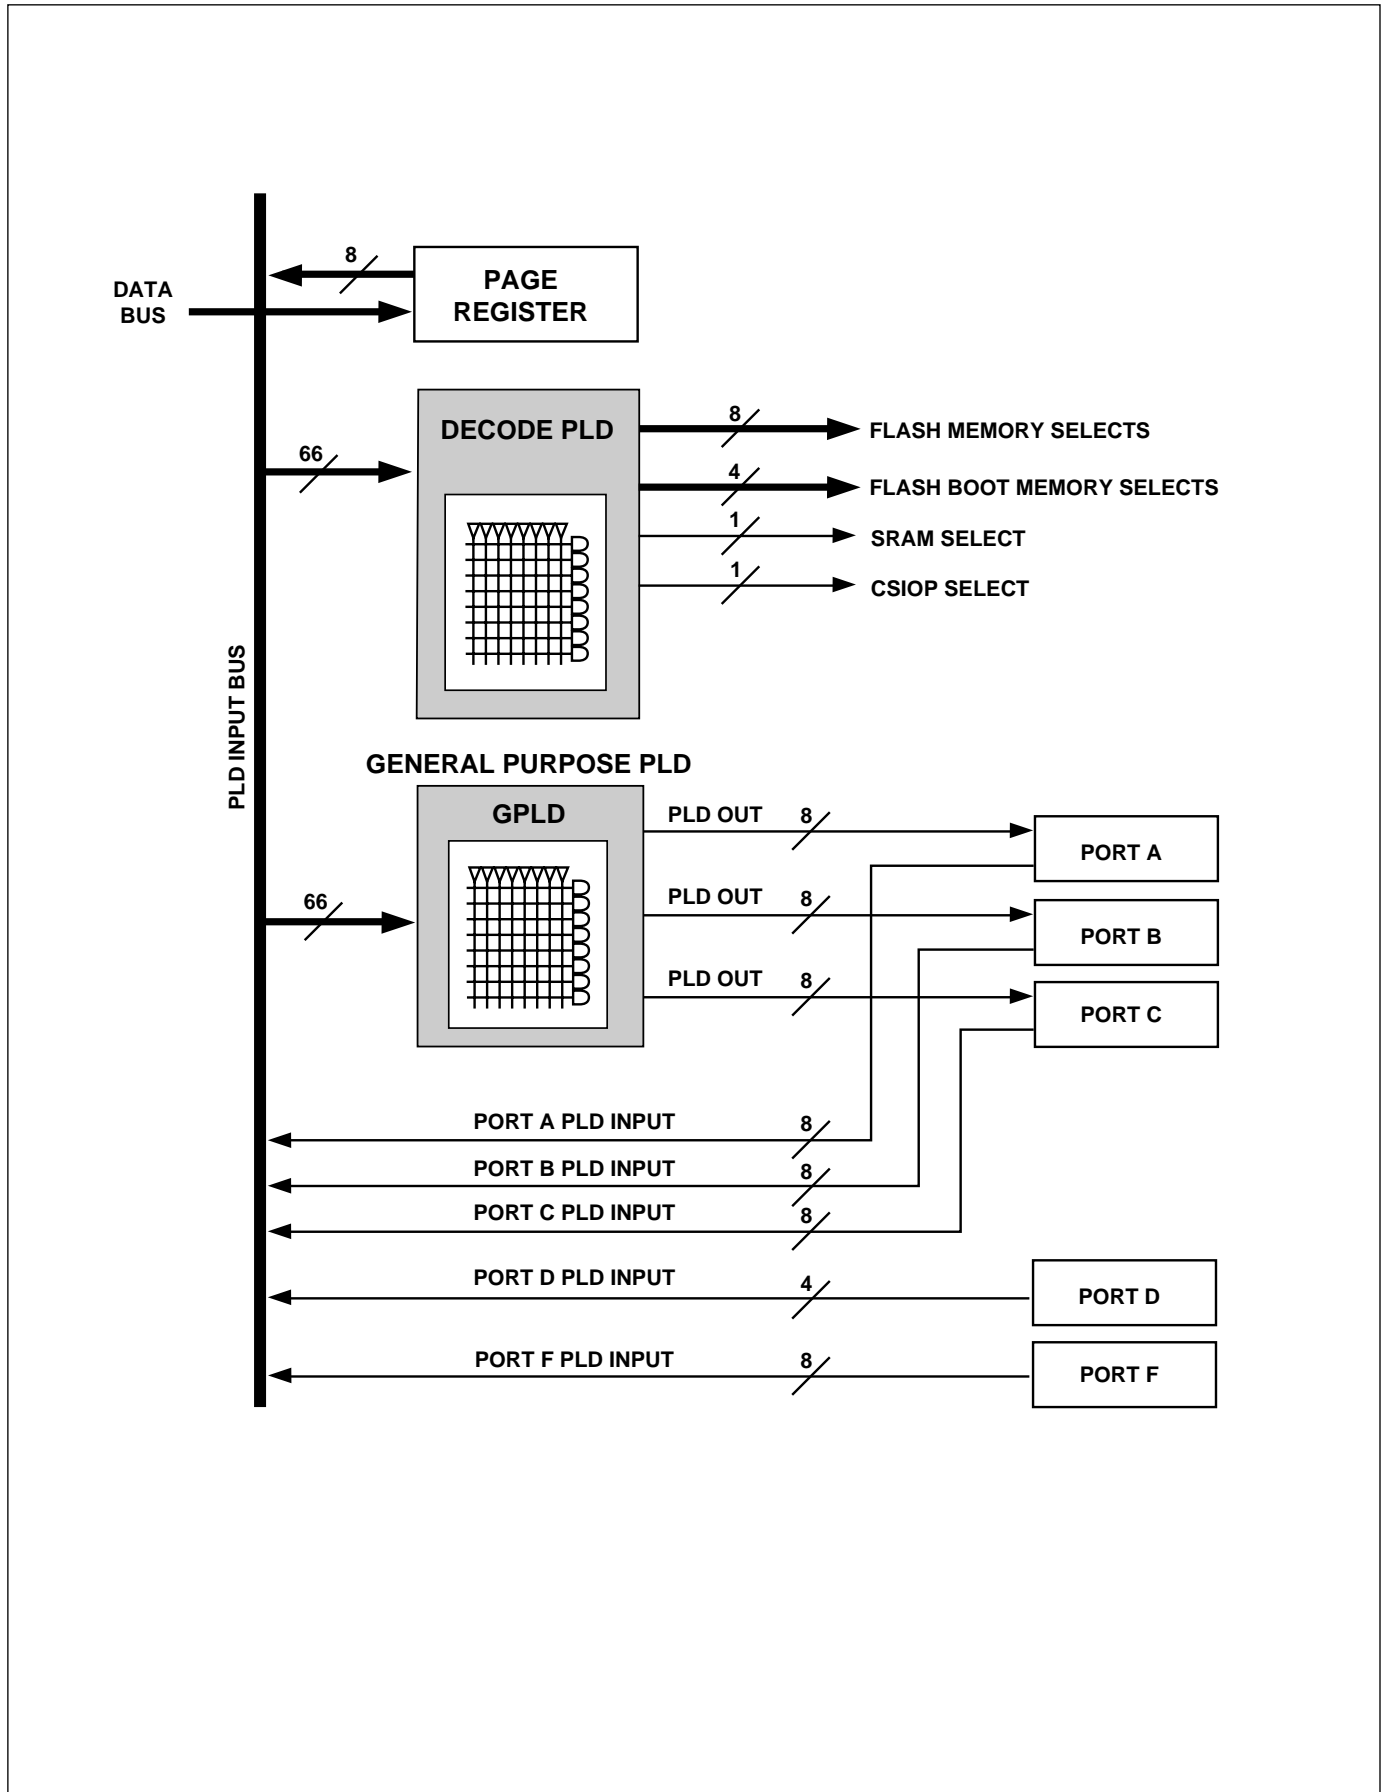 8
PAGE
REGISTER
DATA
BUS
DECODE PLD
8
FLASH MEMORY SELECTS
66
4
FLASH BOOT MEMORY SELECTS
1
SRAM SELECT
1
CSIOP SELECT
PLD INPUT BUS
GENERAL PURPOSE PLD
GPLD
PLD OUT 8
PORT A
66
PLD OUT 8
PORT B
PLD OUT 8
PORT C
PORT A PLD INPUT 8
PORT B PLD INPUT 8
PORT C PLD INPUT 8
PORT D PLD INPUT 4
PORT D
PORT F PLD INPUT 8
PORT F